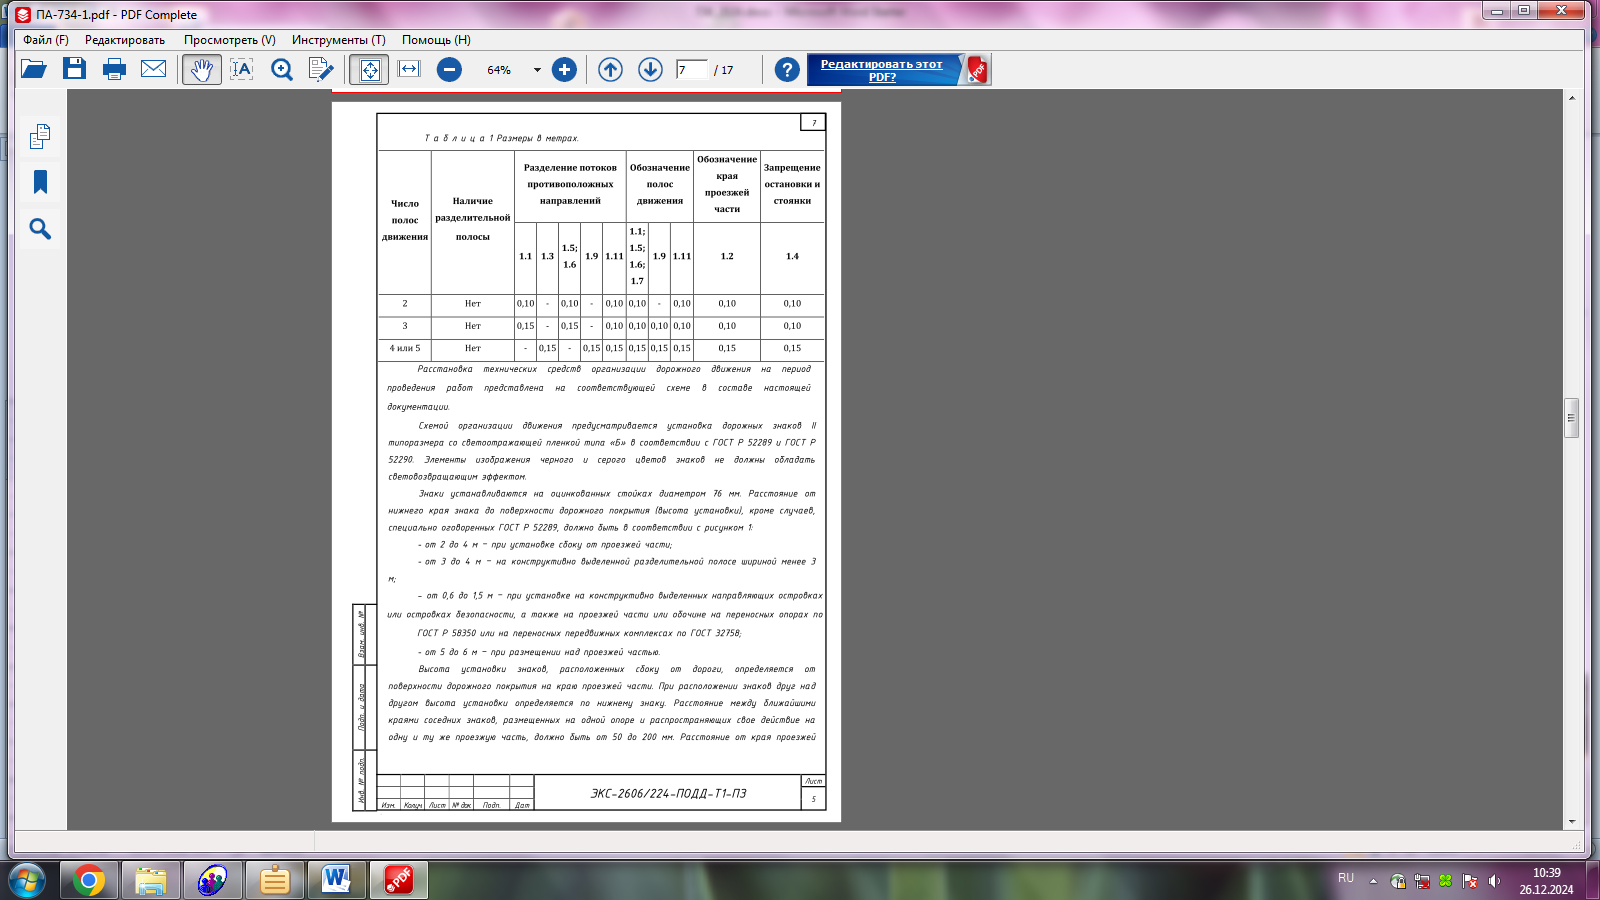 ПА-734-1.pdf - PDF Complete
Файл (F) Редактировать Просмотреть (V) Инструменты (T) Помощь (H)
64% 7 / 17 Редактировать этот
PDF?
7
Т а б л и ц а 1 Размеры в метрах.
Число полос движения
Наличие разделительной полосы
Разделение потоков противоположных направлений
Обозначение полос движения
Обозначение края проезжей части
Запрещение остановки и стоянки
1.1 1.3 1.5; 1.6 1.9 1.11 1.1; 1.5; 1.6; 1.7 1.9 1.11 1.2 1.4
2 Нет 0,10 - 0,10 - 0,10 0,10 - 0,10 0,10 0,10
3 Нет 0,15 - 0,15 - 0,10 0,10 0,10 0,10 0,10 0,10
4 или 5 Нет - 0,15 - 0,15 0,15 0,15 0,15 0,15 0,15 0,15
Расстановка технических средств организации дорожного движения на период
проведения работ представлена на соответствующей схеме в составе настоящей
документации.
Схемой организации движения предусматривается установка дорожных знаков II
типоразмера со светоотражающей пленкой типа «Б» в соответствии с ГОСТ Р 52289 и ГОСТ Р
52290. Элементы изображения черного и серого цветов знаков не должны обладать
световозвращающим эффектом.
Знаки устанавливаются на оцинкованных стойках диаметром 76 мм. Расстояние от
нижнего края знака до поверхности дорожного покрытия (высота установки), кроме случаев,
специально оговоренных ГОСТ Р 52289, должно быть в соответствии с рисунком 1:
- от 2 до 4 м – при установке сбоку от проезжей части;
- от 3 до 4 м – на конструктивно выделенной разделительной полосе шириной менее 3
м;
– от 0,6 до 1,5 м – при установке на конструктивно выделенных направляющих островках
или островках безопасности, а также на проезжей части или обочине на переносных опорах по
ГОСТ Р 58350 или на переносных передвижных комплексах по ГОСТ 32758;
- от 5 до 6 м – при размещении над проезжей частью.
Высота установки знаков, расположенных сбоку от дороги, определяется от
поверхности дорожного покрытия на краю проезжей части. При расположении знаков друг над
другом высота установки определяется по нижнему знаку. Расстояние между ближайшими
краями соседних знаков, размещенных на одной опоре и распространяющих свое действие на
одну и ту же проезжую часть, должно быть от 50 до 200 мм. Расстояние от края проезжей
Взам. инв. №
Подп. и дата
Инв. № подп.
Изм. Колуч Лист № док Подп. Дат
ЭКС-2606/224-ПОДД-Т1-ПЗ
Лист
5
RU
10:39
26.12.2024